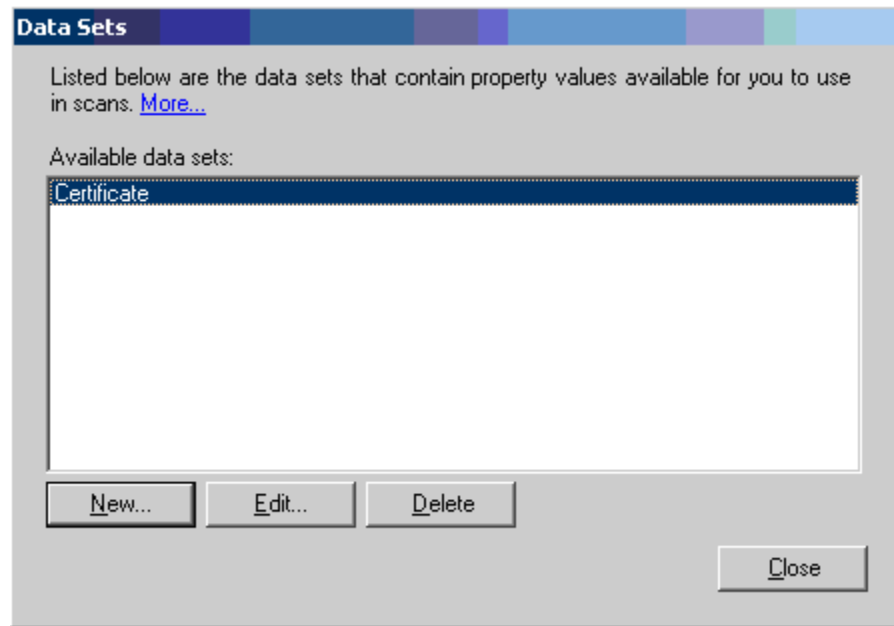 Data Sets
Listed below are the data sets that contain property values available for you to use
in scans. More...
Available data sets:
Certificate
New... Edit... Delete
Close